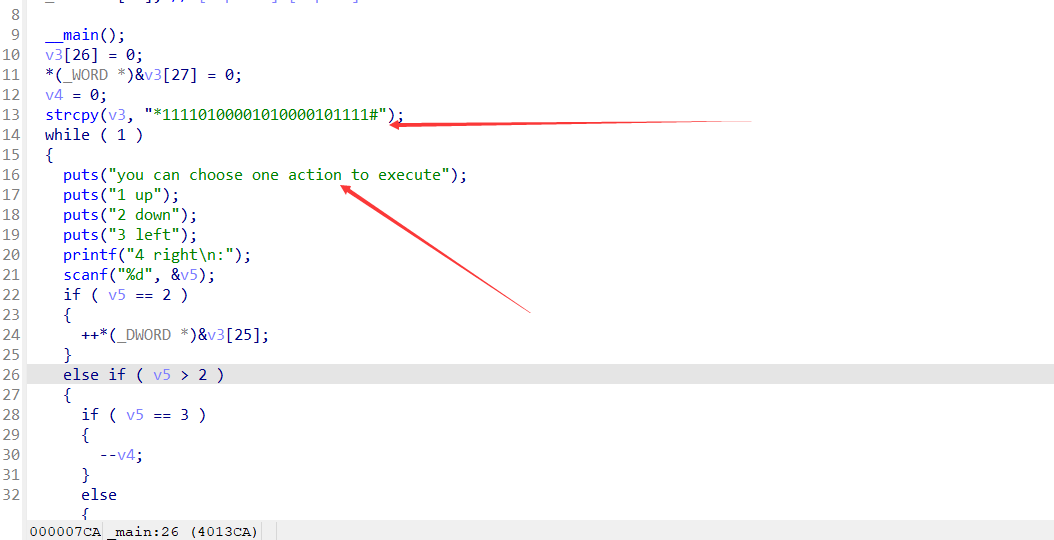 8
9 __main();
10 v3[26] = 0;
11 *(_WORD *)&v3[27] = 0;
12 v4 = 0;
13 strcpy(v3, "*11110100001010000101111#");
14 while ( 1 )
15 {
16 puts("you can choose one action to execute");
17 puts("1 up");
18 puts("2 down");
19 puts("3 left");
20 printf("4 right\n:");
21 scanf("%d", &v5);
22 if ( v5 == 2 )
23 {
24 ++*(_DWORD *)&v3[25];
25 }
26 else if ( v5 > 2 )
27 {
28 if ( v5 == 3 )
29 {
30 --v4;
31 }
32 else
{
000007CA _main:26 (4013CA)